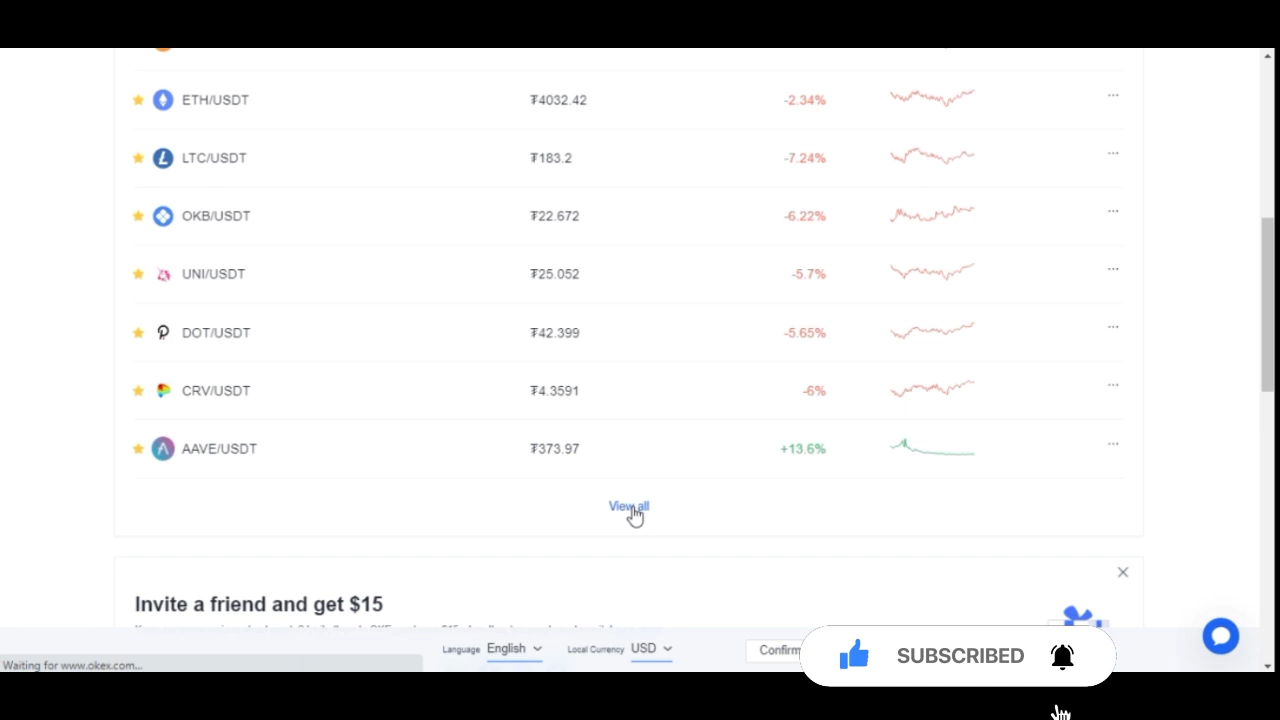 ETH/USDT ₮4032.42 -2.34% ...
LTC/USDT ₮183.2 -7.24% ...
OKB/USDT ₮22.672 -6.22% ...
UNI/USDT ₮25.052 -5.7% ...
DOT/USDT ₮42.399 -5.65% ...
CRV/USDT ₮4.3591 -6% ...
AAVE/USDT ₮373.97 +13.6% ...
View all
Invite a friend and get $15
Language English Local Currency USD Confirm
SUBSCRIBED
Waiting for www.okex.com...